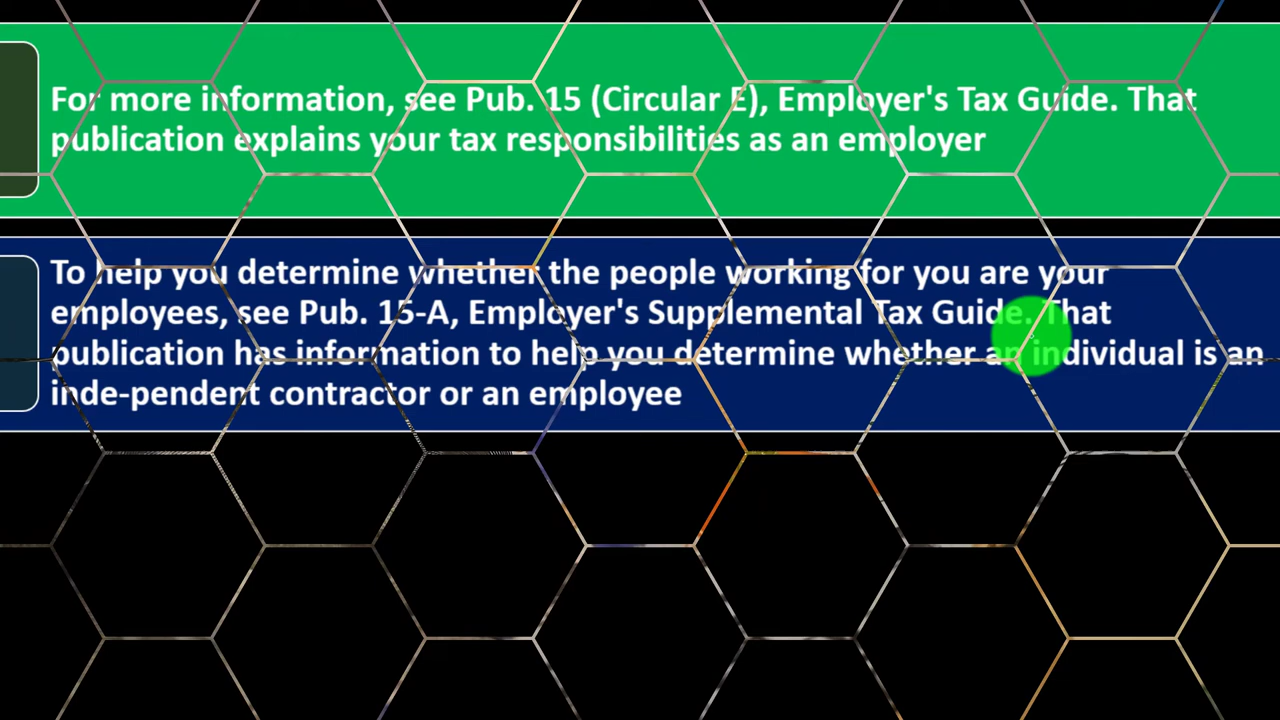 For more information, see Pub. 15 (Circular E), Employer's Tax Guide. That
publication explains your tax responsibilities as an employer
To help you determine whether the people working for you are your
employees, see Pub. 15-A, Employer's Supplemental Tax Guide. That
publication has information to help you determine whether an individual is an
inde-pendent contractor or an employee